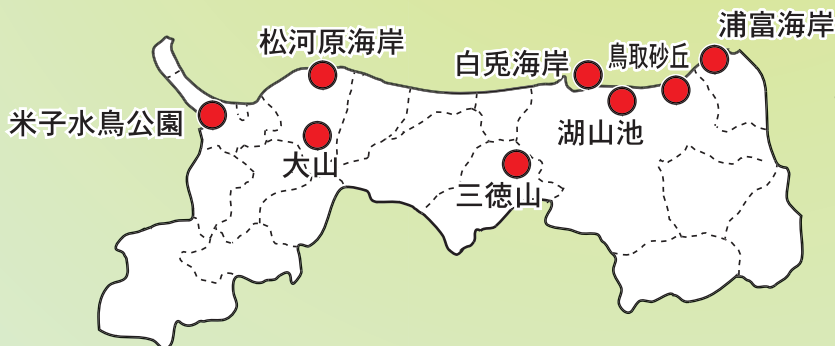 浦富海岸
松河原海岸
鳥取砂丘
白兎海岸
米子水鳥公園
湖山池
大山
三徳山